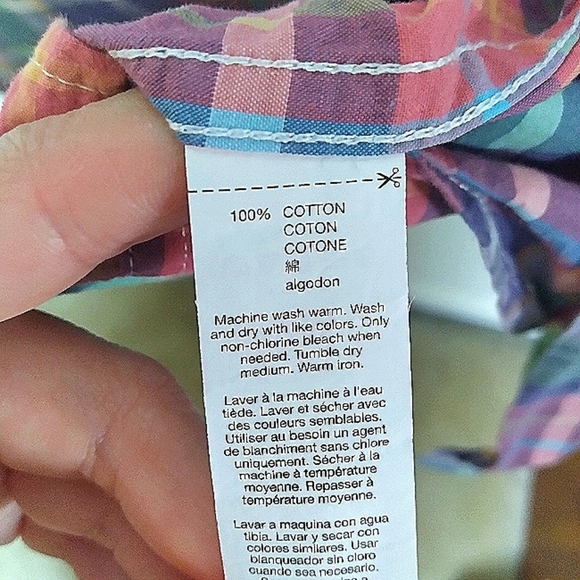 100% COTTON
COTON
COTONE
綿
algodon
Machine wash warm. Wash
and dry with like colors. Only
non-chlorine bleach when
needed. Tumble dry
medium. Warm iron.
Laver à la machine à l'eau
tiède. Laver et sécher avec
des couleurs semblables.
Utiliser au besoin un agent
de blanchiment sans chlore
uniquement. Sécher à la
machine à température
moyenne. Repasser à
température moyenne.
Lavar a maquina con agua
tibia. Lavar y secar con
colores similares. Usar
blanqueador sin cloro
cuando sea necesario.